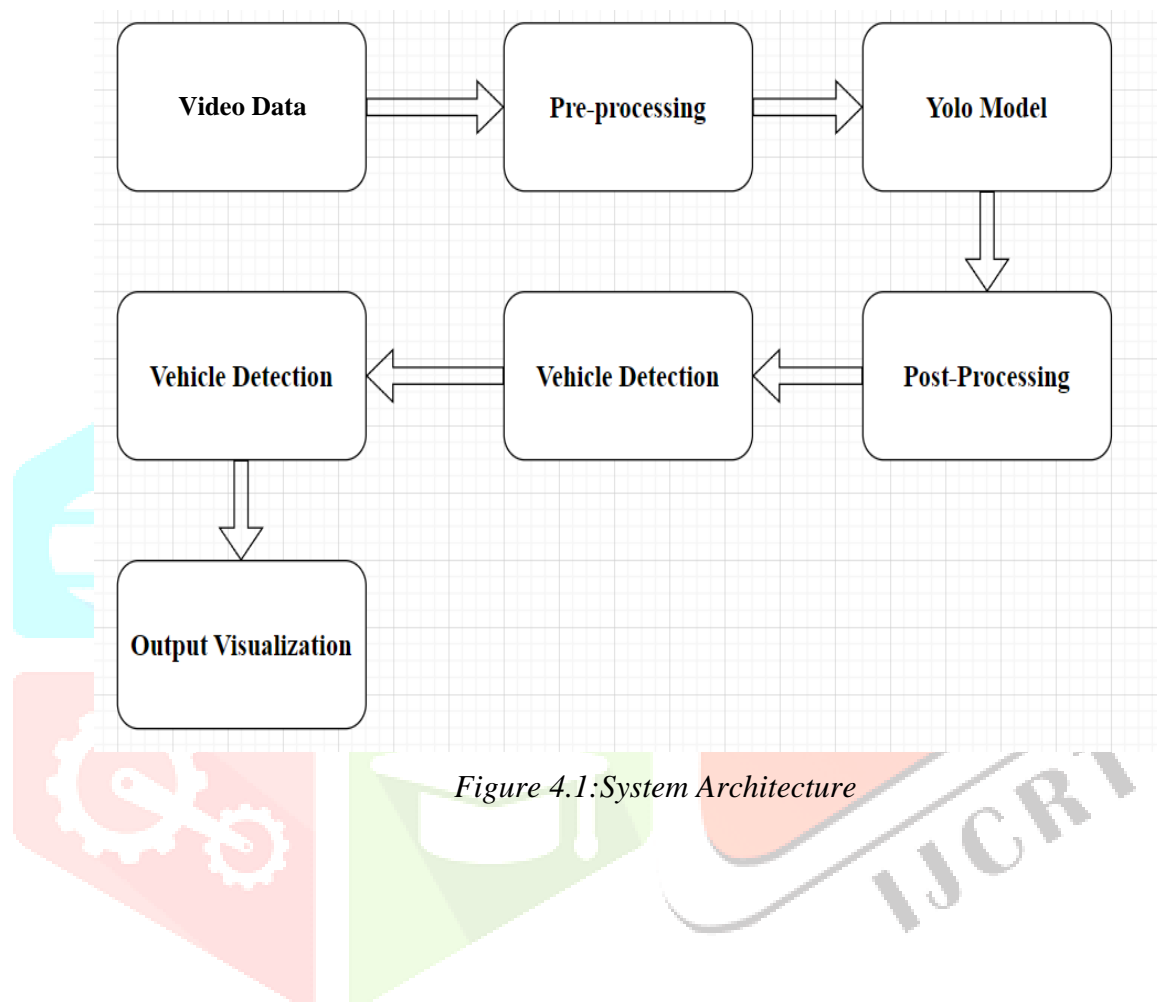 Video Data
Pre-processing
Yolo Model
Vehicle Detection
Vehicle Detection
Post-Processing
Output Visualization
Figure 4.1:System Architecture
IJCRT